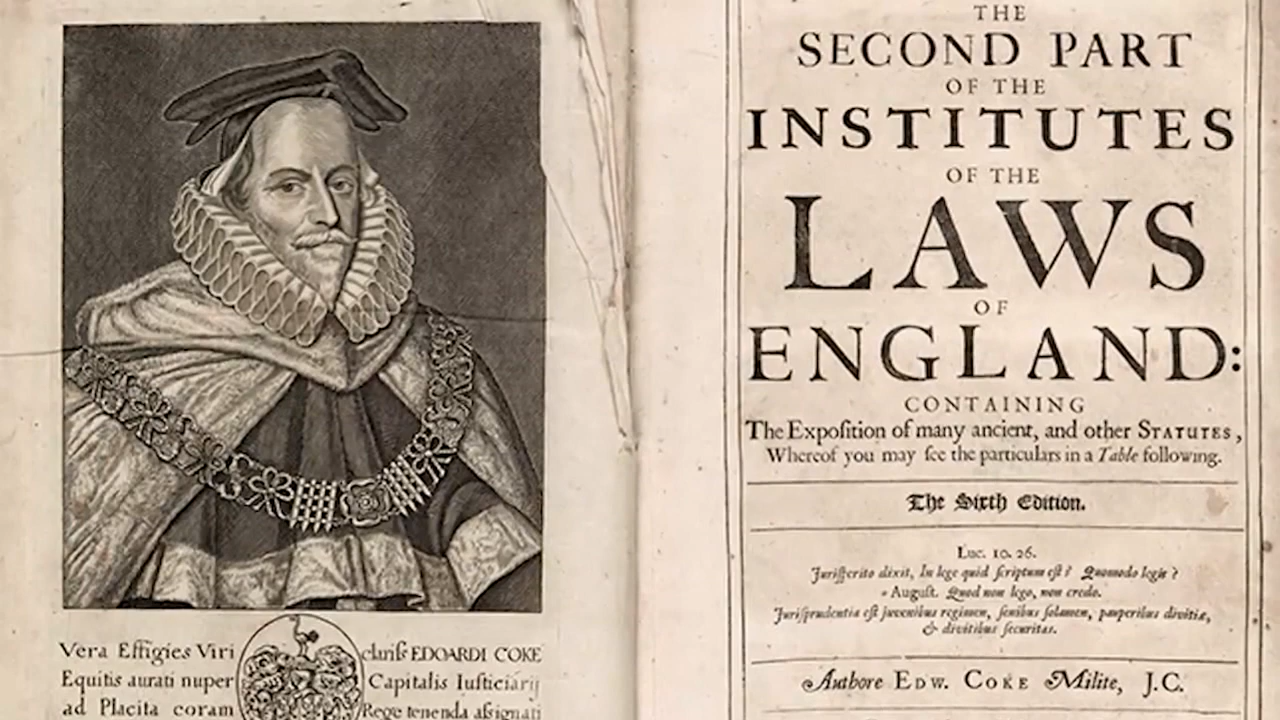 Vera Effigies Viri clariſs EDOARDI COKE
Equitis aurati nuper Capitalis Iuſticiarij
ad Placita coram Rege tenenda aſsignati
THE
SECOND PART
OF THE
INSTITUTES
OF THE
LAWS
OF
ENGLAND:
CONTAINING
The Expoſition of many ancient, and other STATUTES,
Whereof you may ſee the particulars in a Table following.
The Sixth Edition.
Luc. 10. 26.
Juriſperito dixit, In lege quid ſcriptum eſt? Quomodo legis?
Auguſt. Quod non lego, non credo.
Juriſprudentia eſt juvenibus regimen, ſenibus ſolamen, pauperibus divitiæ,
& divitibus ſecuritas.
Authore EDW. COKE Milite, J.C.